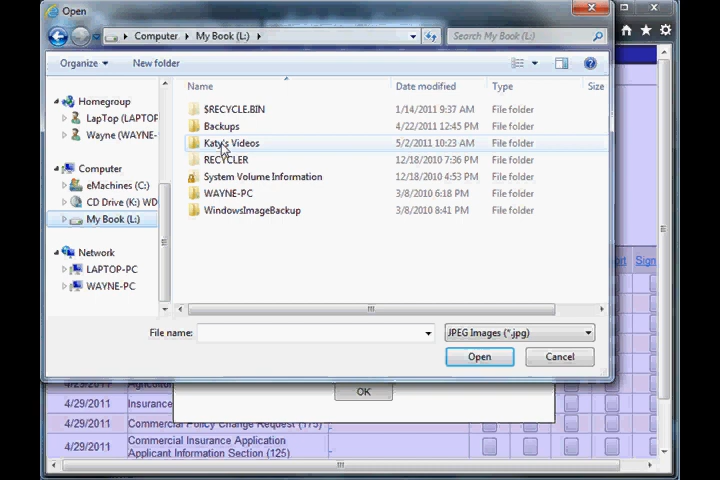 Open
Computer ▸ My Book (L:) ▸
Search My Book (L:)
Organize
New folder
Name
Date modified
Type
Size
Homegroup
LapTop (LAPTOP
Wayne (WAYNE-
Computer
eMachines (C:)
CD Drive (K:) WD
My Book (L:)
Network
LAPTOP-PC
WAYNE-PC
$RECYCLE.BIN 1/14/2011 9:37 AM File folder
Backups 4/22/2011 12:45 PM File folder
Katy's Videos 5/2/2011 10:23 AM File folder
RECYCLER 12/18/2010 7:36 PM File folder
System Volume Information 12/18/2010 4:53 PM File folder
WAYNE-PC 3/8/2010 6:18 PM File folder
WindowsImageBackup 3/8/2010 8:41 PM File folder
File name:
JPEG Images (*.jpg)
Open
Cancel
OK
Sign
4/29/2011
4/29/2011 Insurance
4/29/2011 Commercial Policy Change Request (175)
4/29/2011 Commercial Insurance Application
Applicant Information Section (125)